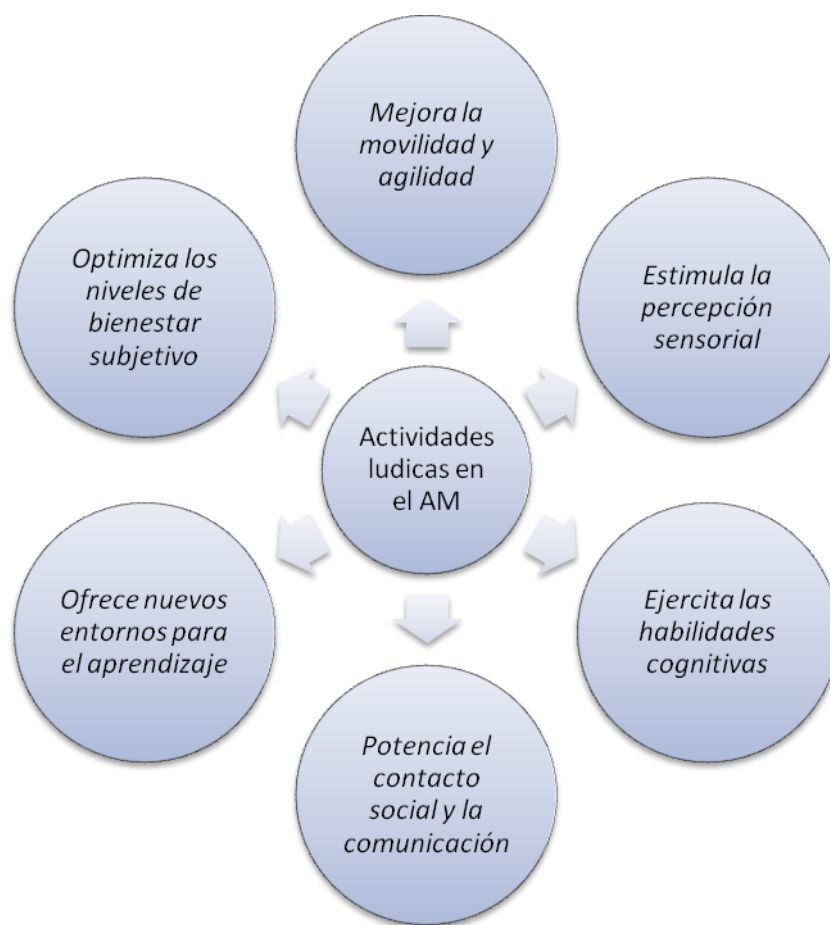 Mejora la
movilidad y
agilidad
Optimiza los
niveles de
bienestar
subjetivo
Estimula la
percepción
sensorial
Actividades
ludicas en
el AM
Ofrece nuevos
entornos para
el aprendizaje
Ejercita las
habilidades
cognitivas
Potencia el
contacto
social y la
comunicación